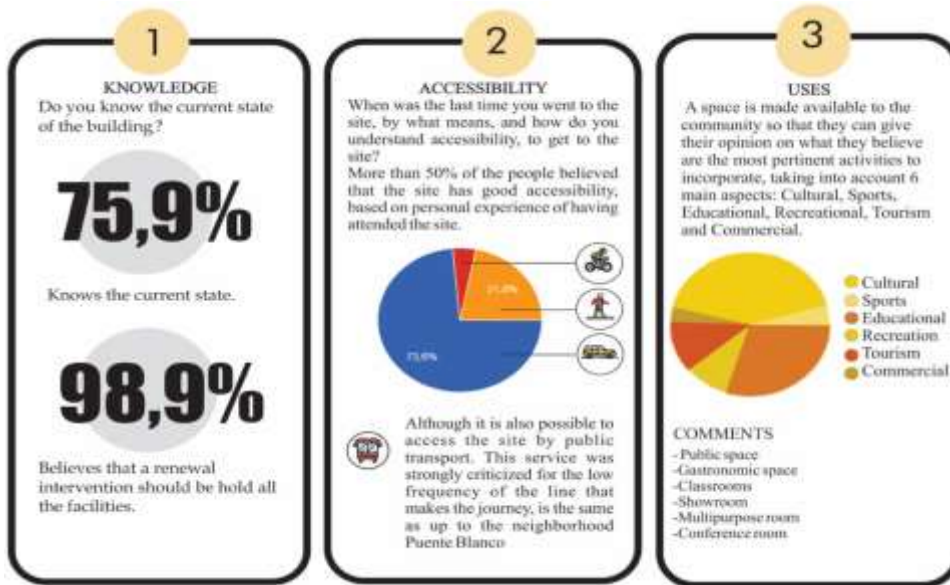 1
KNOWLEDGE
Do you know the current state
of the building?
75,9%
Knows the current state.
98,9%
Believes that a renewal
intervention should be hold all
the facilities.
2
ACCESSIBILITY
When was the last time you went to the
site, by what means, and how do you
understand accessibility, to get to the
site?
More than 50% of the people believed
that the site has good accessibility,
based on personal experience of having
attended the site.
Although it is also possible to
access the site by public
transport. This service was
strongly criticized for the low
frequency of the line that
makes the journey, is the same
as up to the neighborhood
Puente Blanco
3
USES
A space is made available to the
community so that they can give
their opinion on what they believe
are the most pertinent activities to
incorporate, taking into account 6
main aspects: Cultural, Sports,
Educational, Recreational, Tourism
and Commercial.
Cultural
Sports
Educational
Recreation
Tourism
Commercial
COMMENTS
-Public space
-Gastronomic space
-Classrooms
-Showroom
-Multipurpose room
-Conference room